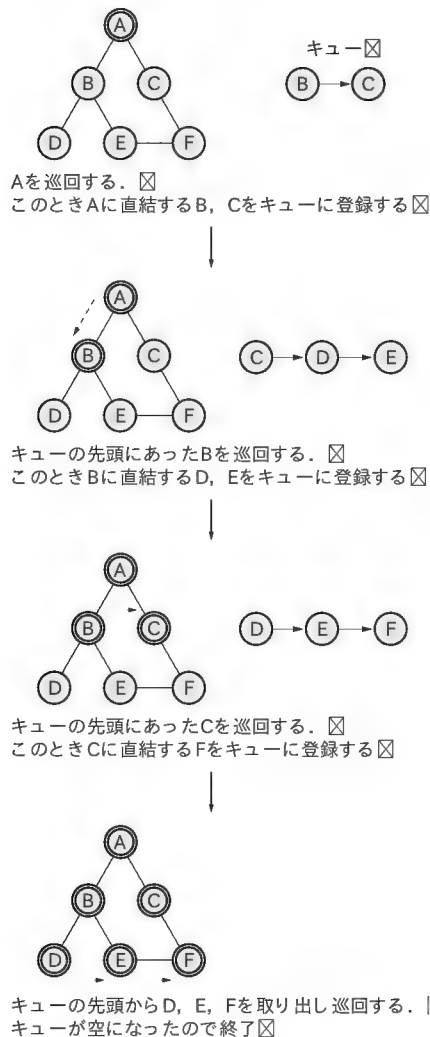 A
キュー
B C
B C
D E F
Aを巡回する.
このときAに直結するB,Cをキューに登録する
A
B C
C D E
D E F
キューの先頭にあったBを巡回する.
このときBに直結するD,Eをキューに登録する
A
B C
D E F
D E F
キューの先頭にあったCを巡回する.
このときCに直結するFをキューに登録する
A
B C
D E F
キューの先頭からD,E,Fを取り出し巡回する.
キューが空になったので終了